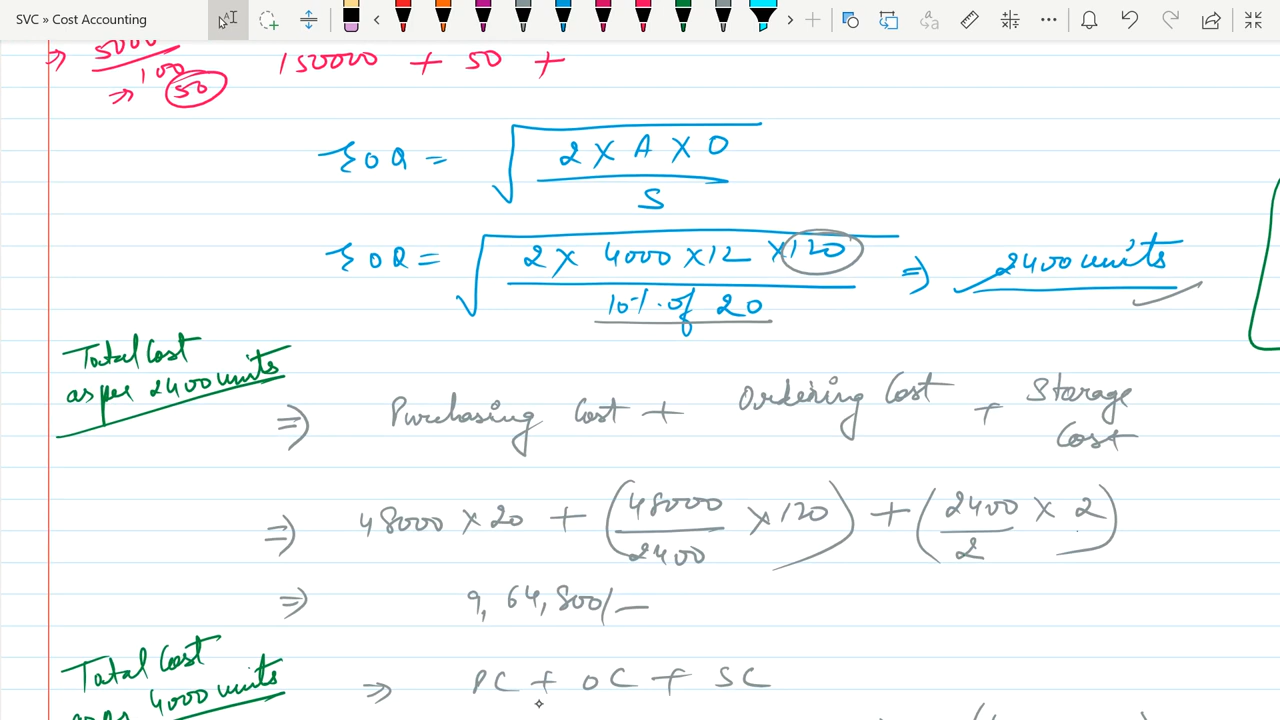 SVC » Cost Accounting
⇒ 5000/100 150000 + 50 +
⇒ 50
EOQ = √(2 X A X O / S)
EOQ = √(2 X 4000 X 12 X 120 / 10% of 20) ⇒ 2400 units
Total Cost
as per 2400 units
⇒ Purchasing Cost + Ordering Cost + Storage Cost
⇒ 48000 X 20 + (48000/2400 X 120) + (2400/2 X 2)
⇒ 9,64,800/-
Total Cost
as per 4000 units ⇒ PC + OC + SC